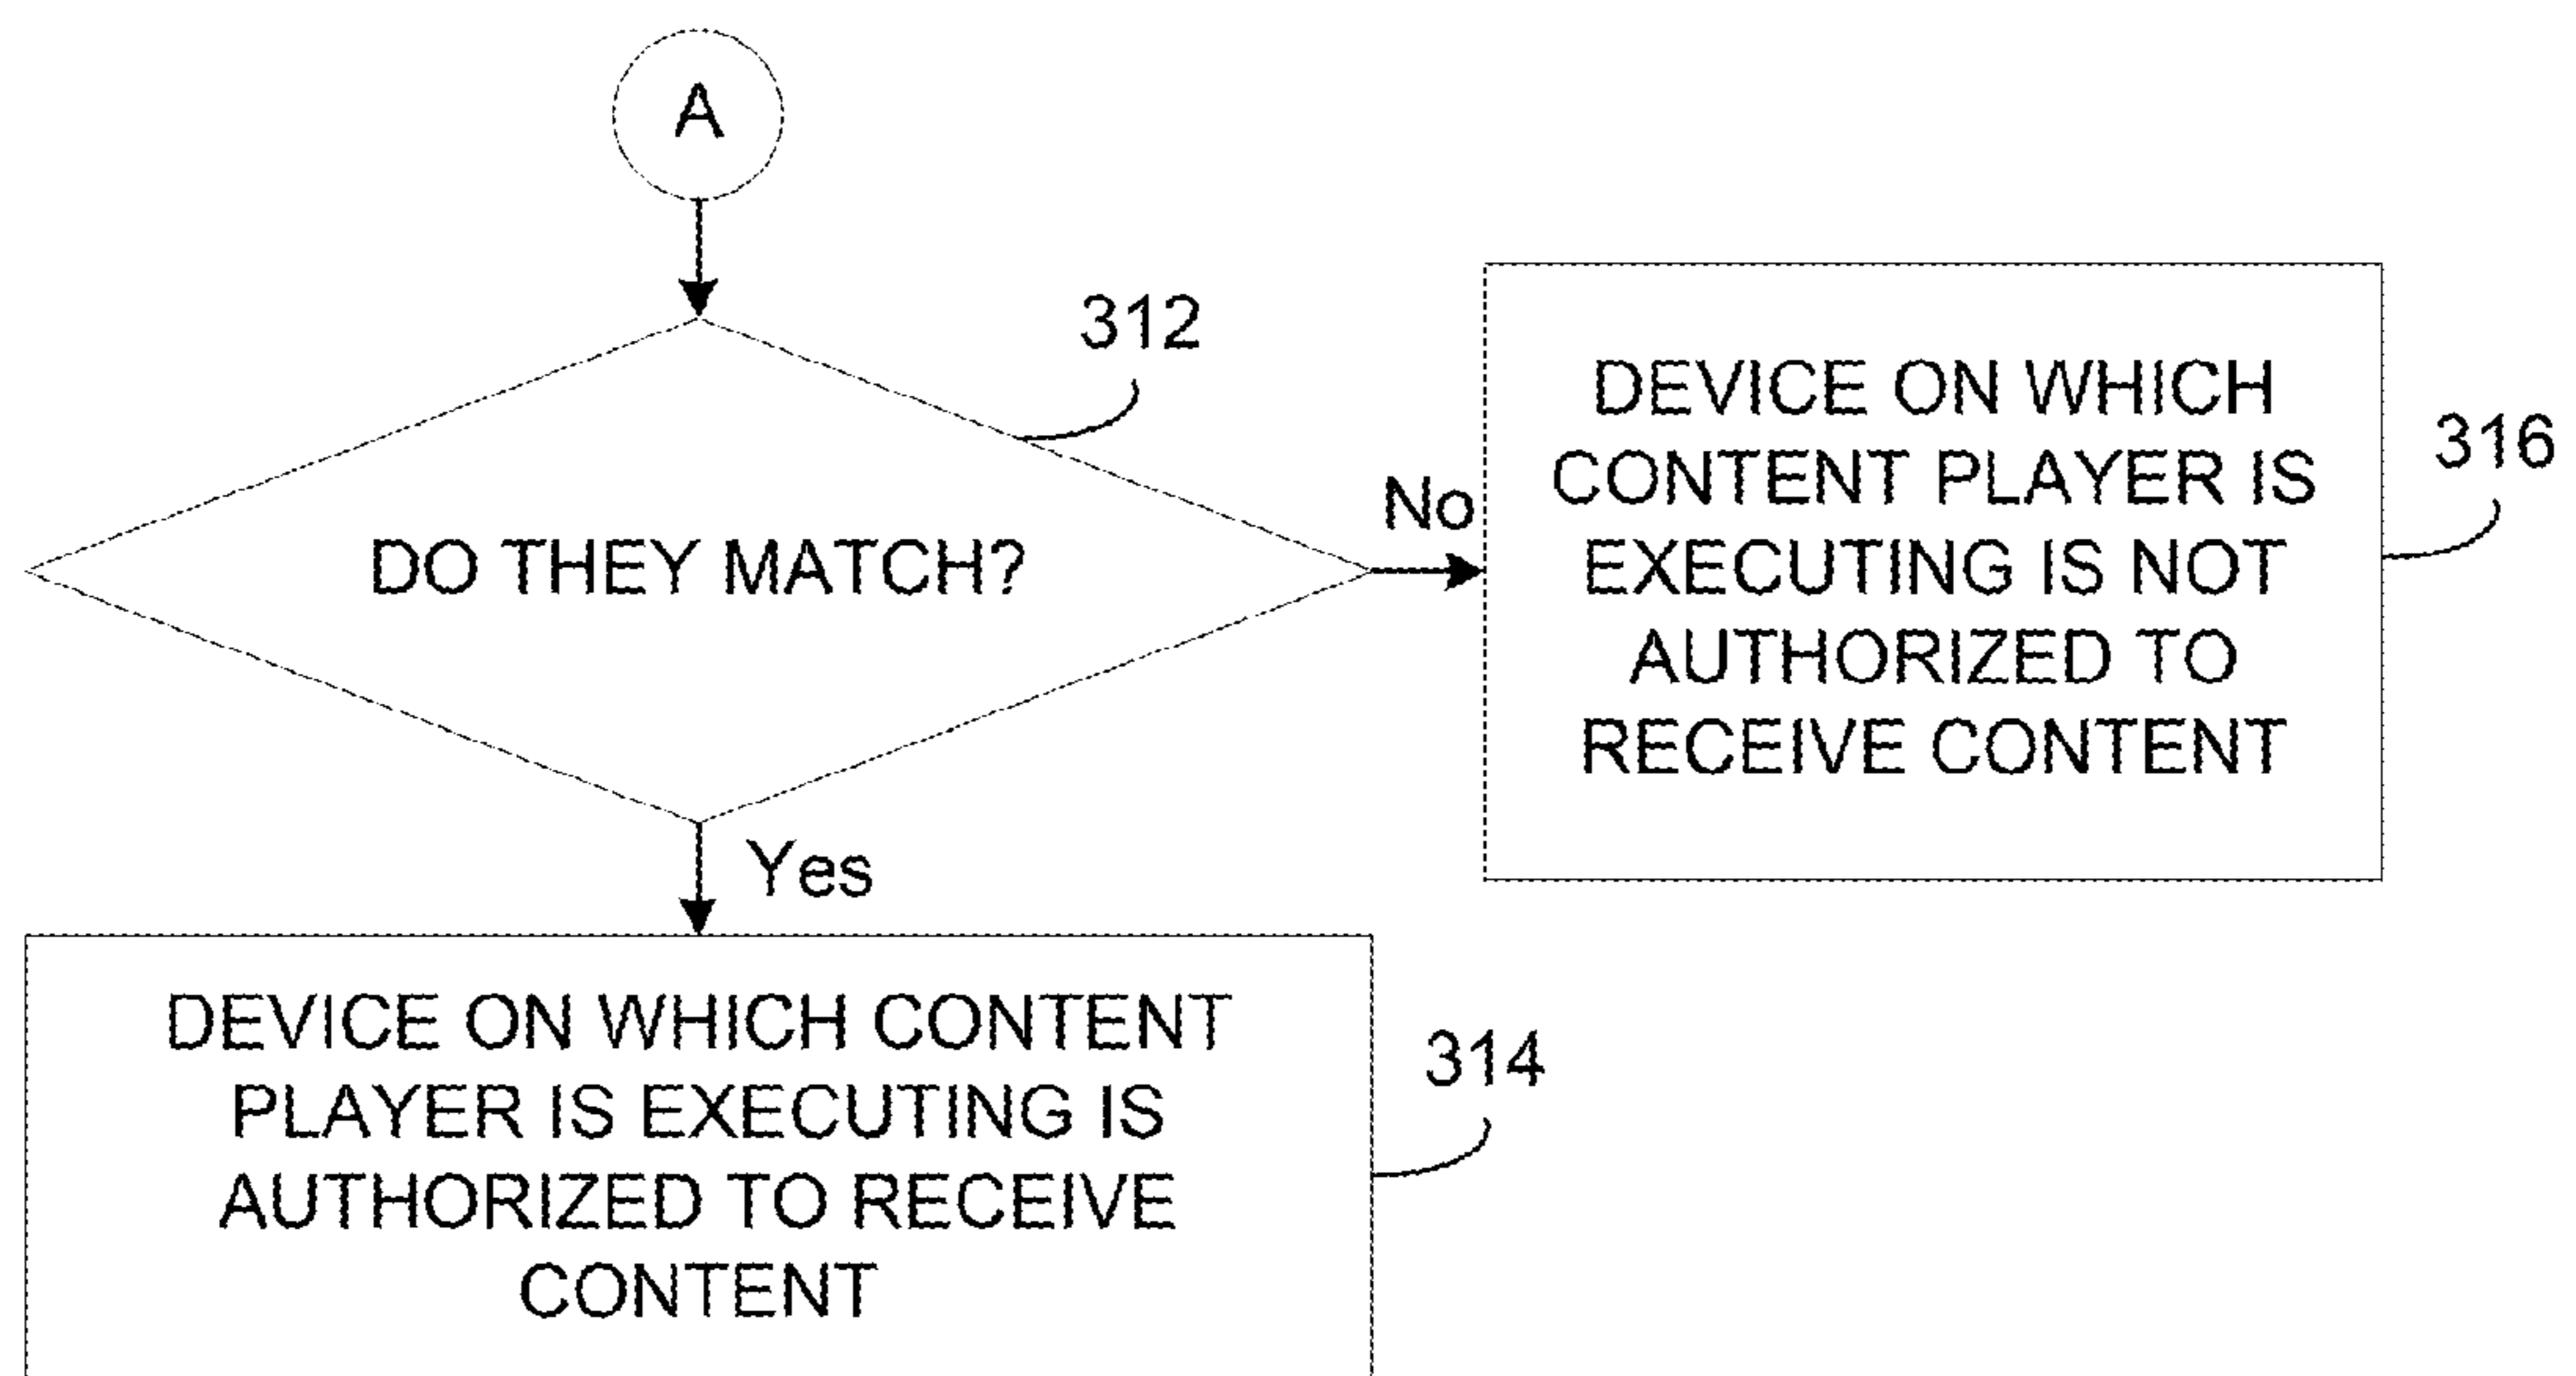 A
312
DO THEY MATCH?
No
DEVICE ON WHICH
CONTENT PLAYER IS
EXECUTING IS NOT
AUTHORIZED TO
RECEIVE CONTENT
316
Yes
DEVICE ON WHICH CONTENT
PLAYER IS EXECUTING IS
AUTHORIZED TO RECEIVE
CONTENT
314